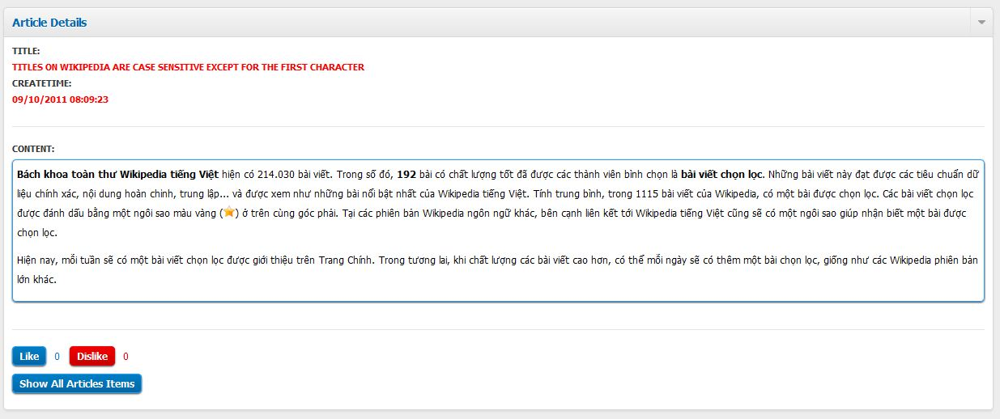 Article Details
TITLE:
TITLES ON WIKIPEDIA ARE CASE SENSITIVE EXCEPT FOR THE FIRST CHARACTER
CREATETIME:
09/10/2011 08:09:23
CONTENT:
Bách khoa toàn thư Wikipedia tiếng Việt hiện có 214.030 bài viết. Trong số đó, 192 bài có chất lượng tốt đã được các thành viên bình chọn là bài viết chọn lọc. Những bài viết này đạt được các tiêu chuẩn dữ
liệu chính xác, nội dung hoàn chỉnh, trung lập... và được xem như những bài nổi bật nhất của Wikipedia tiếng Việt. Tính trung bình, trong 1115 bài viết của Wikipedia, có một bài được chọn lọc. Các bài viết chọn lọc
được đánh dấu bằng một ngôi sao màu vàng () ở trên cùng góc phải. Tại các phiên bản Wikipedia ngôn ngữ khác, bên cạnh liên kết tới Wikipedia tiếng Việt cũng sẽ có một ngôi sao giúp nhận biết một bài được
chọn lọc.
Hiện nay, mỗi tuần sẽ có một bài viết chọn lọc được giới thiệu trên Trang Chính. Trong tương lai, khi chất lượng các bài viết cao hơn, có thể mỗi ngày sẽ có thêm một bài chọn lọc, giống như các Wikipedia phiên bản
lớn khác.
Like 0 Dislike 0
Show All Articles Items